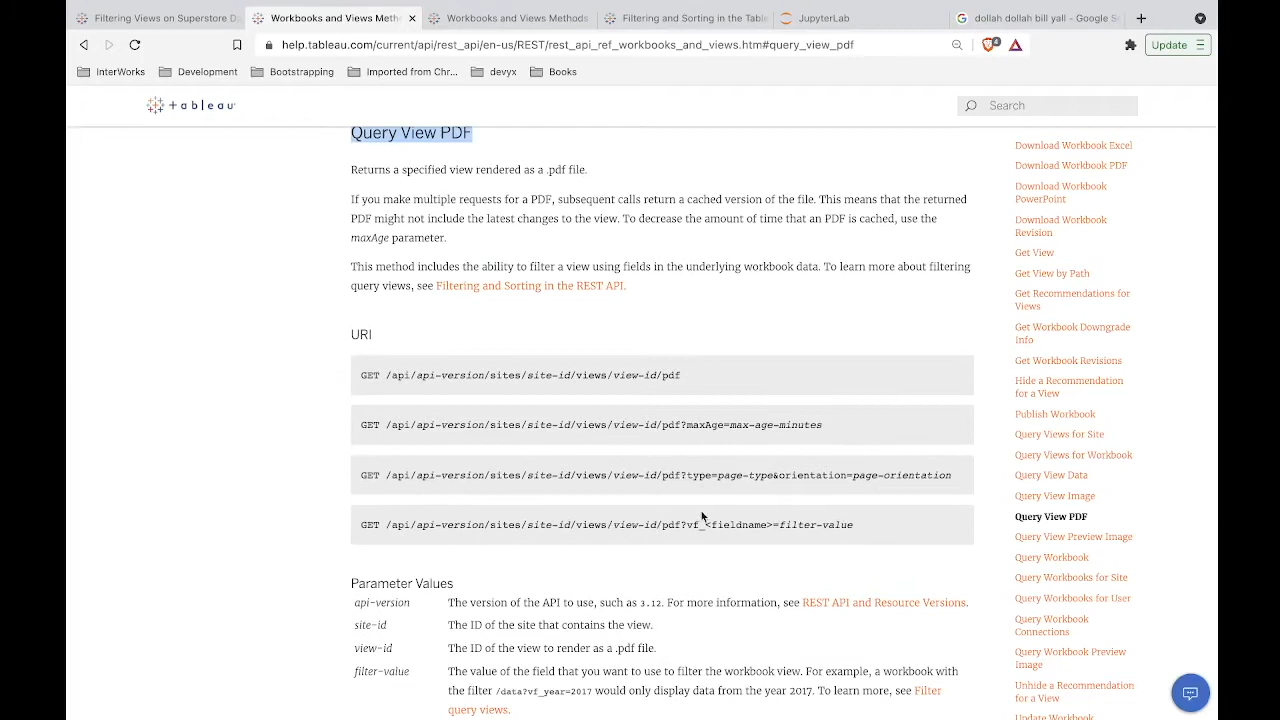 Filtering Views on Superstore D
Workbooks and Views Meth
Workbooks and Views Methods
Filtering and Sorting in the Table
JupyterLab
dollah dollah bill yall - Google S
help.tableau.com/current/api/rest_api/en-us/REST/rest_api_ref_workbooks_and_views.htm#query_view_pdf
4
Update
InterWorks
Development
Bootstrapping
Imported from Chr...
devyx
Books
+ a b l e a u
Search
Query View PDF
Returns a specified view rendered as a .pdf file.
If you make multiple requests for a PDF, subsequent calls return a cached version of the file. This means that the returned
PDF might not include the latest changes to the view. To decrease the amount of time that an PDF is cached, use the
maxAge parameter.
This method includes the ability to filter a view using fields in the underlying workbook data. To learn more about filtering
query views, see Filtering and Sorting in the REST API.
URI
GET /api/api-version/sites/site-id/views/view-id/pdf
GET /api/api-version/sites/site-id/views/view-id/pdf?maxAge=max-age-minutes
GET /api/api-version/sites/site-id/views/view-id/pdf?type=page-type&orientation=page-orientation
GET /api/api-version/sites/site-id/views/view-id/pdf?vf_<fieldname>=filter-value
Parameter Values
api-version The version of the API to use, such as 3.12. For more information, see REST API and Resource Versions.
site-id The ID of the site that contains the view.
view-id The ID of the view to render as a .pdf file.
filter-value The value of the field that you want to use to filter the workbook view. For example, a workbook with
the filter /data?vf_year=2017 would only display data from the year 2017. To learn more, see Filter
query views.
Download Workbook Excel
Download Workbook PDF
Download Workbook
PowerPoint
Download Workbook
Revision
Get View
Get View by Path
Get Recommendations for
Views
Get Workbook Downgrade
Info
Get Workbook Revisions
Hide a Recommendation
for a View
Publish Workbook
Query Views for Site
Query Views for Workbook
Query View Data
Query View Image
Query View PDF
Query View Preview Image
Query Workbook
Query Workbooks for Site
Query Workbooks for User
Query Workbook
Connections
Query Workbook Preview
Image
Unhide a Recommendation
for a View
Update Workbook